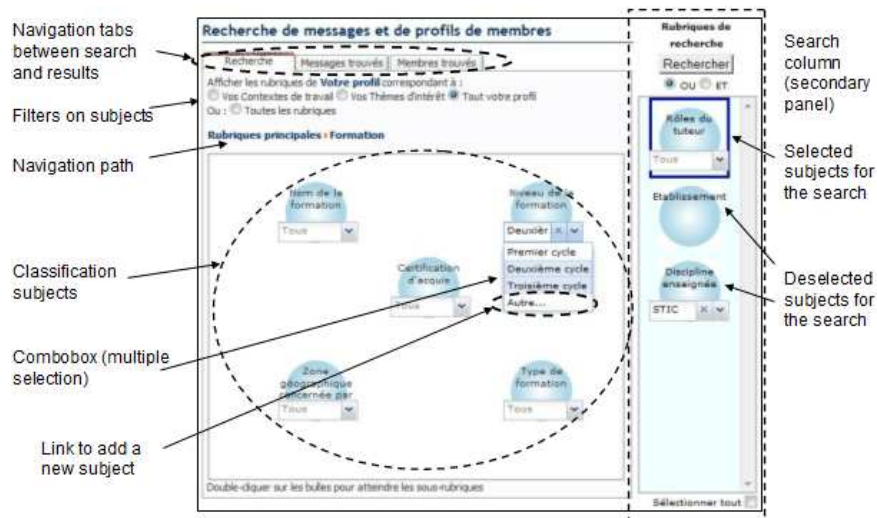 Navigation tabs
between search
and results
Filters on subjects
Navigation path
Classification
subjects
Combobox (multiple
selection)
Link to add a
new subject
Recherche de messages et de profils de membres
Recherche
Messages trouvés
Membres trouvés
Afficher les rubriques de Votre profil correspondant à :
Vos Contextes de travail Vos Thèmes d'intérêt Tout votre profil
Ou : Toutes les rubriques
Rubriques principales Formation
Nom de la
formation
Tous
Niveau de la
formation
Deuxièr
Premier cycle
Deuxième cycle
Troisième cycle
Autre...
Certification
d'acquis
Tous
Zone
géographique
concernée par
Tous
Type de
formation
Tous
Double-cliquer sur les bulles pour atteindre les sous-rubriques
Rubriques de
recherche
Rechercher
OU ET
Rôles du
tuteur
Tous
Etablissement
Discipline
enseignée
STIC
Sélectionner tout
Search
column
(secondary
panel)
Selected
subjects for
the search
Deselected
subjects for
the search